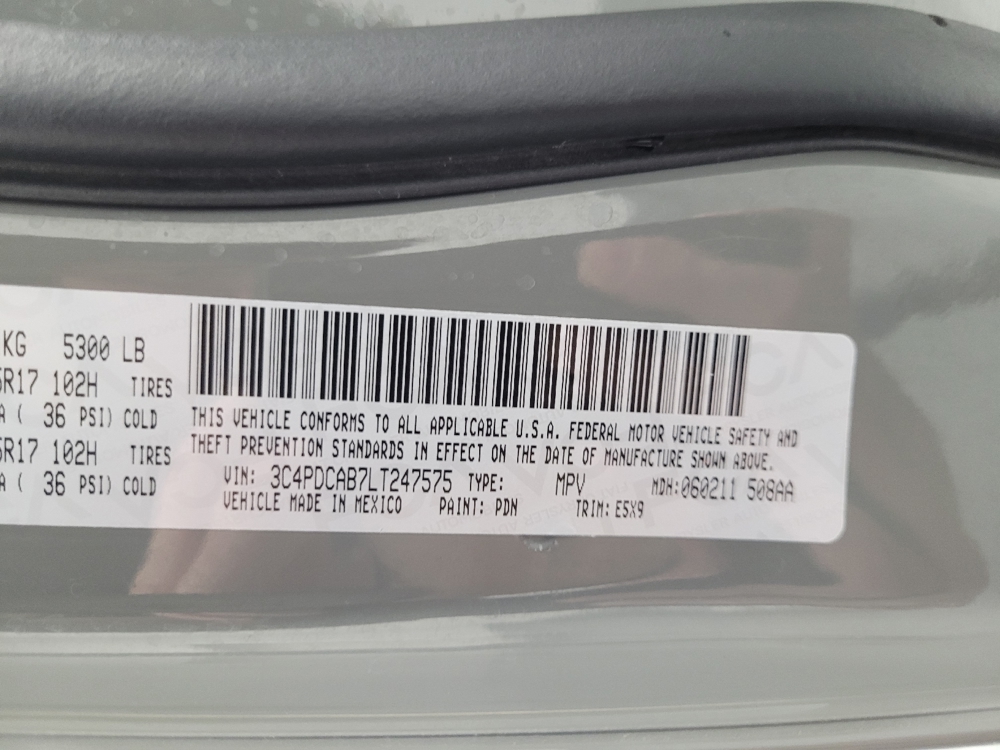 KG 5300 LB
5R17 102H TIRES
A ( 36 PSI) COLD
5R17 102H TIRES
A ( 36 PSI) COLD
THIS VEHICLE CONFORMS TO ALL APPLICABLE U.S.A. FEDERAL MOTOR VEHICLE SAFETY AND
THEFT PREVENTION STANDARDS IN EFFECT ON THE DATE OF MANUFACTURE SHOWN ABOVE.
VIN: 3C4PDCAB7LT247575 TYPE: MPV MDH:060211 508AA
VEHICLE MADE IN MEXICO PAINT: PDN TRIM: E5X9